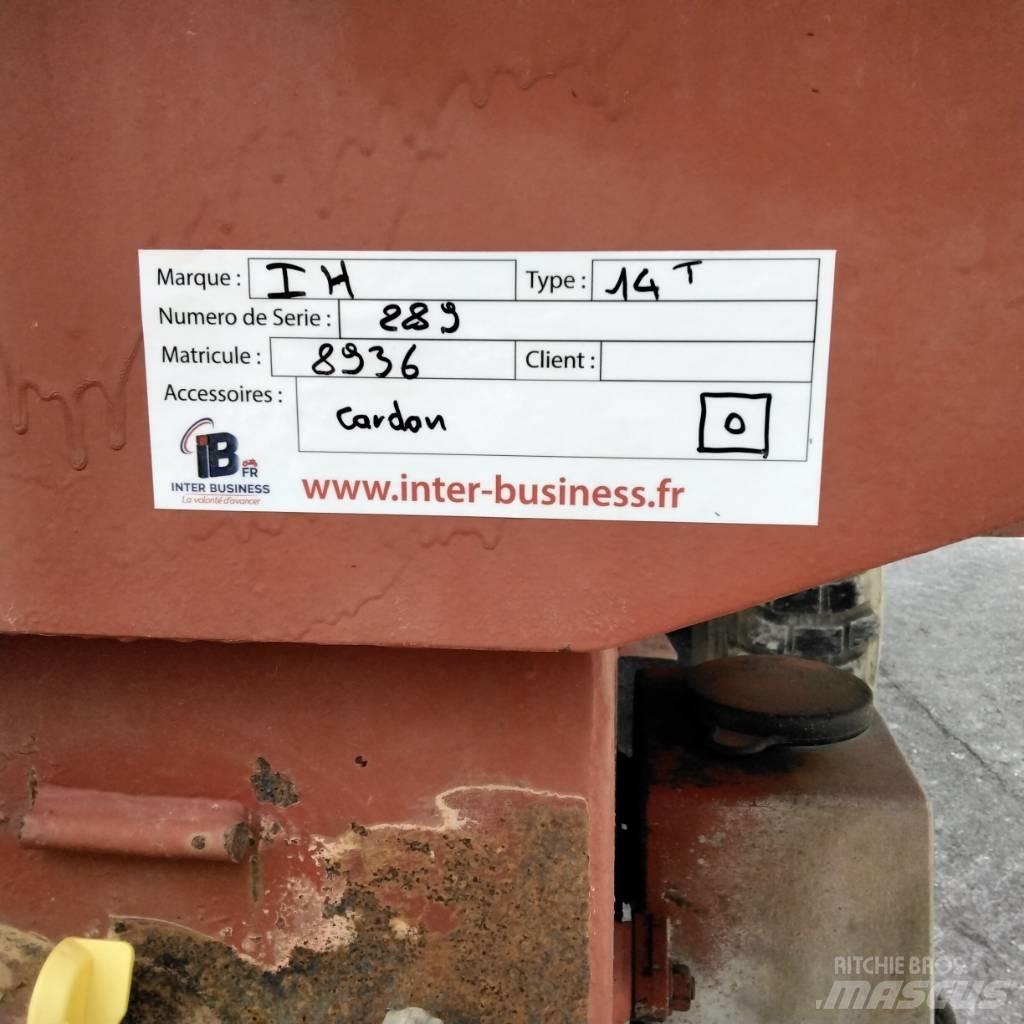 Marque : IH Type : 14 T
Numero de Serie : 289
Matricule : 8936 Client :
Accessoires : Cardon 0
iB.FR
INTER BUSINESS
La volonté d'avancer
www.inter-business.fr
RITCHIE BROS.
MASCUS